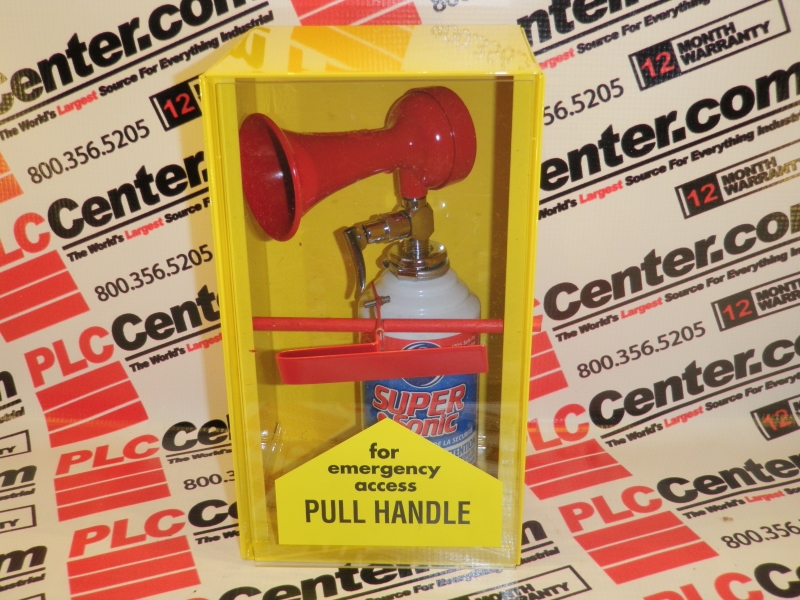 PLCCenter.com
The World's Largest Source For Everything Industrial
800.356.5205
12 MONTH
WARRANTY
SUPER
Sonic
for
emergency
access
PULL HANDLE